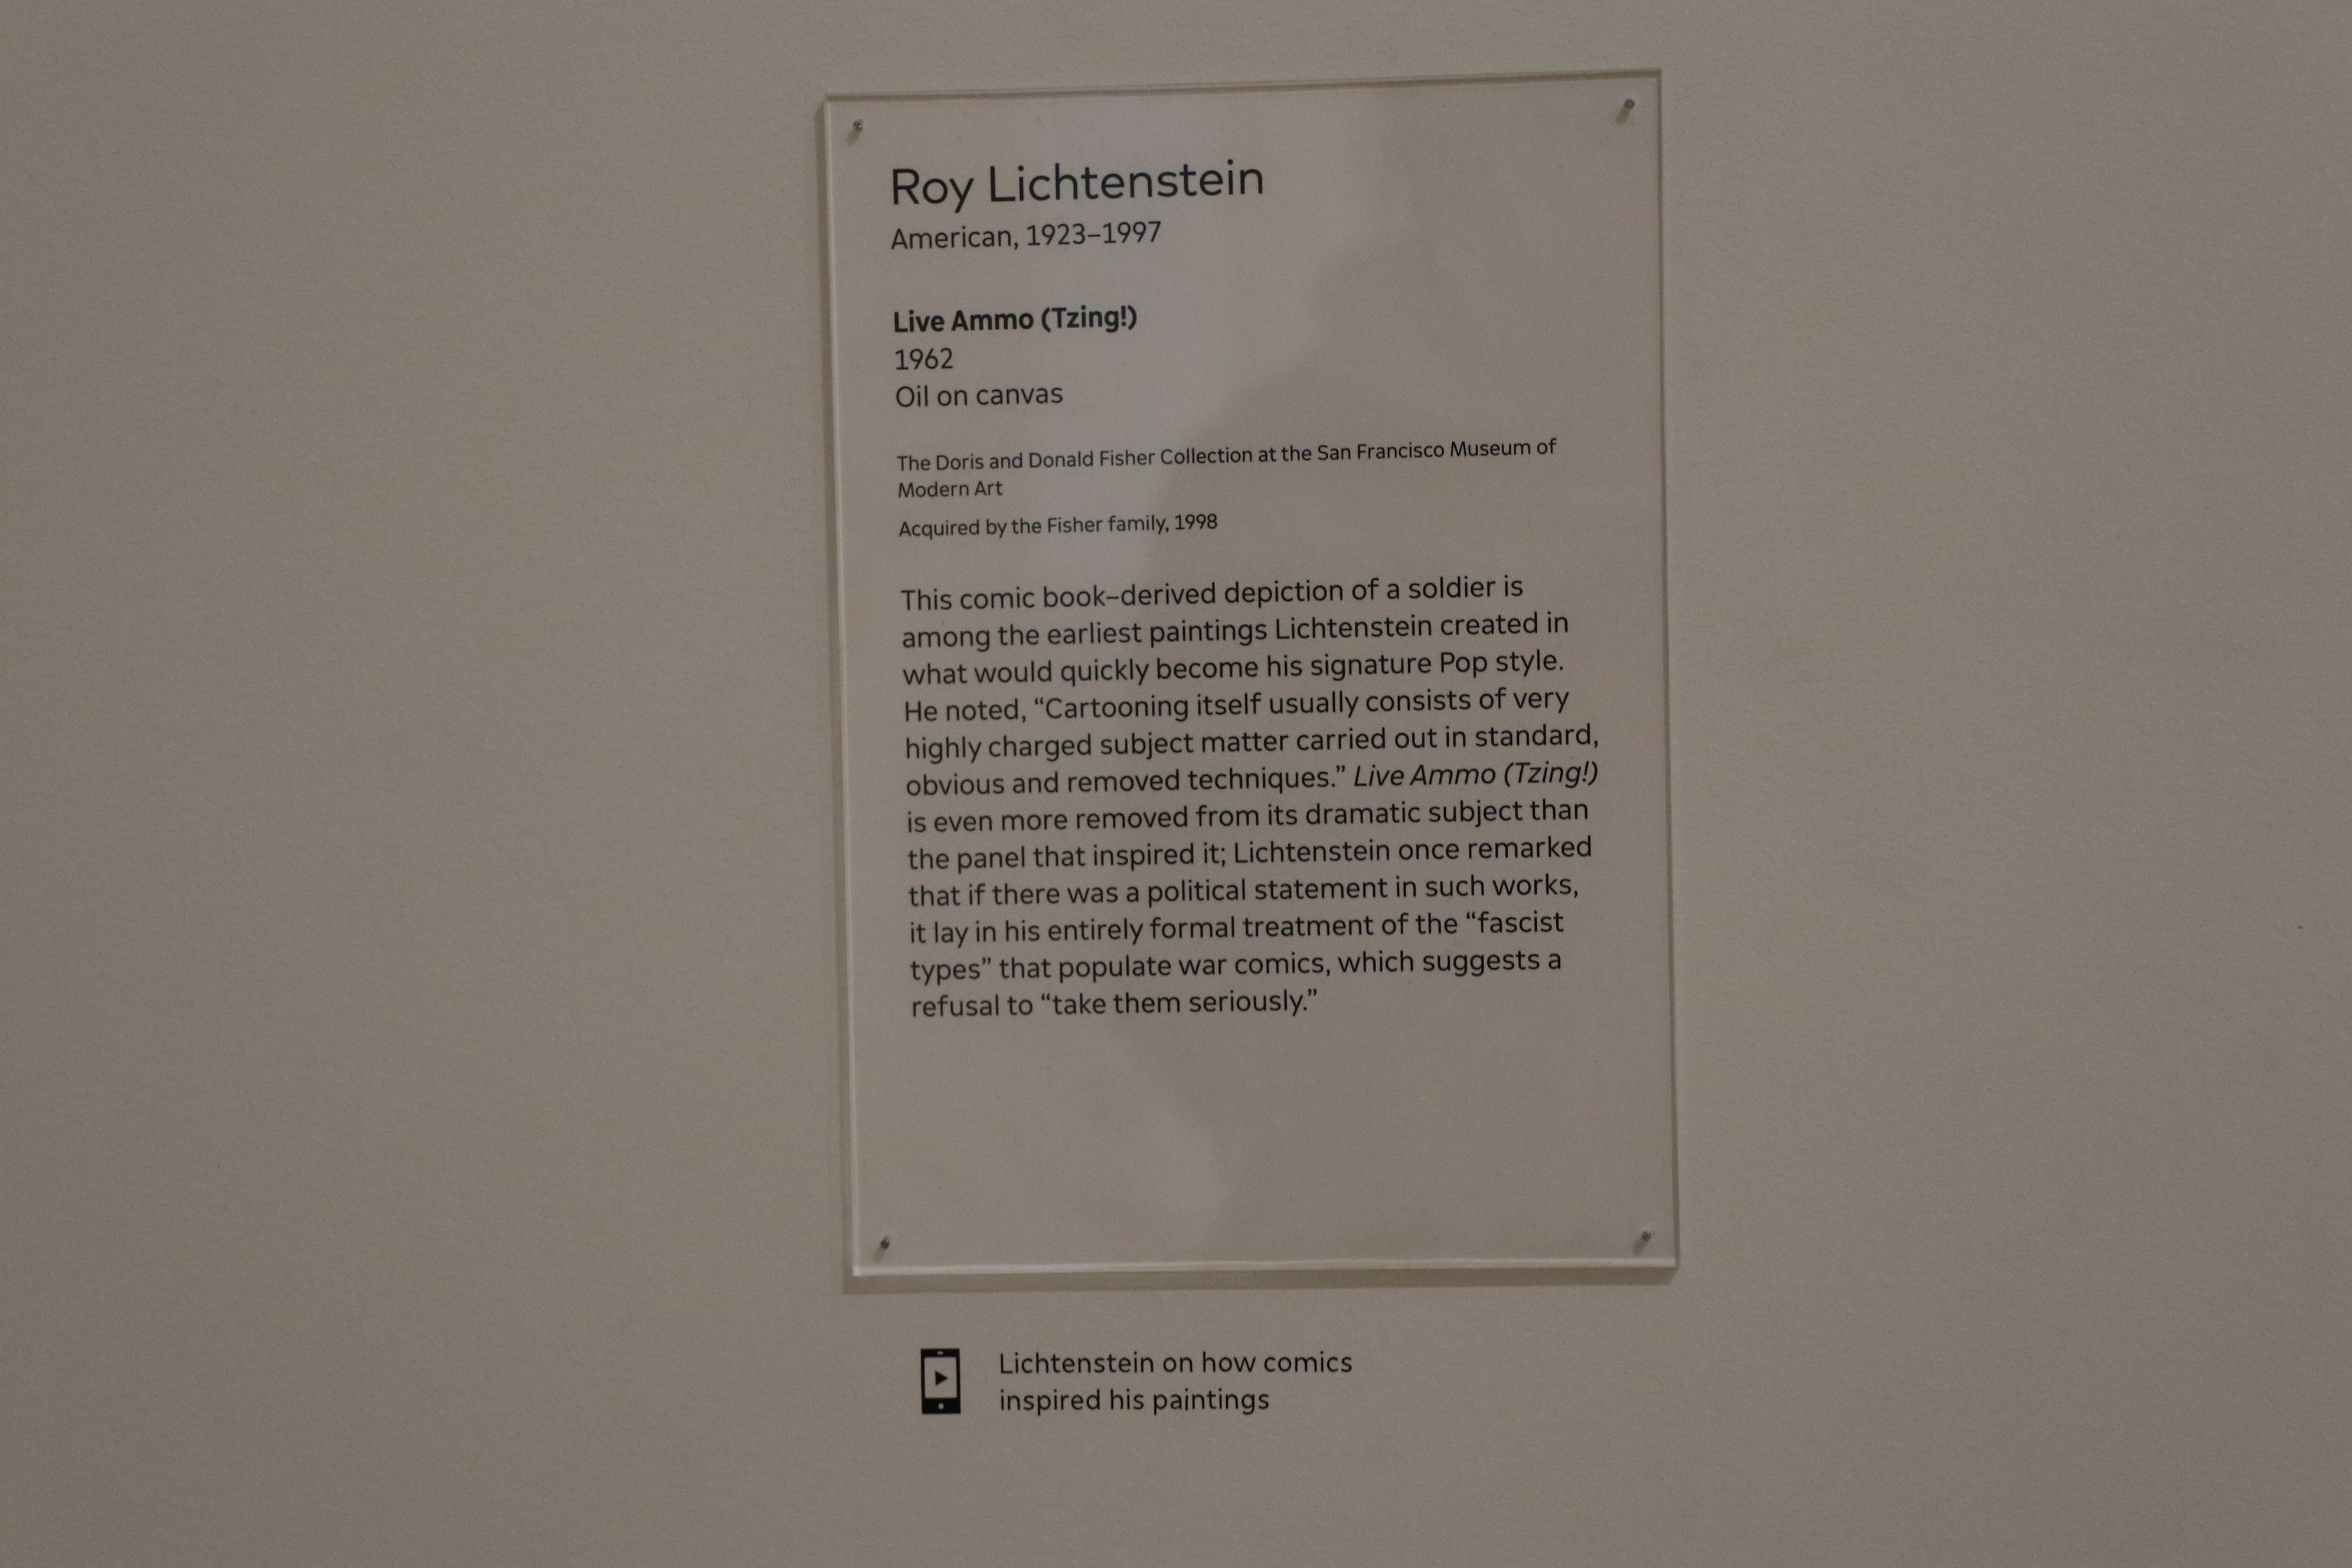 Roy Lichtenstein
American, 1923–1997
Live Ammo (Tzing!)
1962
Oil on canvas
The Doris and Donald Fisher Collection at the San Francisco Museum of
Modern Art
Acquired by the Fisher family, 1998
This comic book–derived depiction of a soldier is
among the earliest paintings Lichtenstein created in
what would quickly become his signature Pop style.
He noted, “Cartooning itself usually consists of very
highly charged subject matter carried out in standard,
obvious and removed techniques.” Live Ammo (Tzing!)
is even more removed from its dramatic subject than
the panel that inspired it; Lichtenstein once remarked
that if there was a political statement in such works,
it lay in his entirely formal treatment of the “fascist
types” that populate war comics, which suggests a
refusal to “take them seriously.”
Lichtenstein on how comics
inspired his paintings